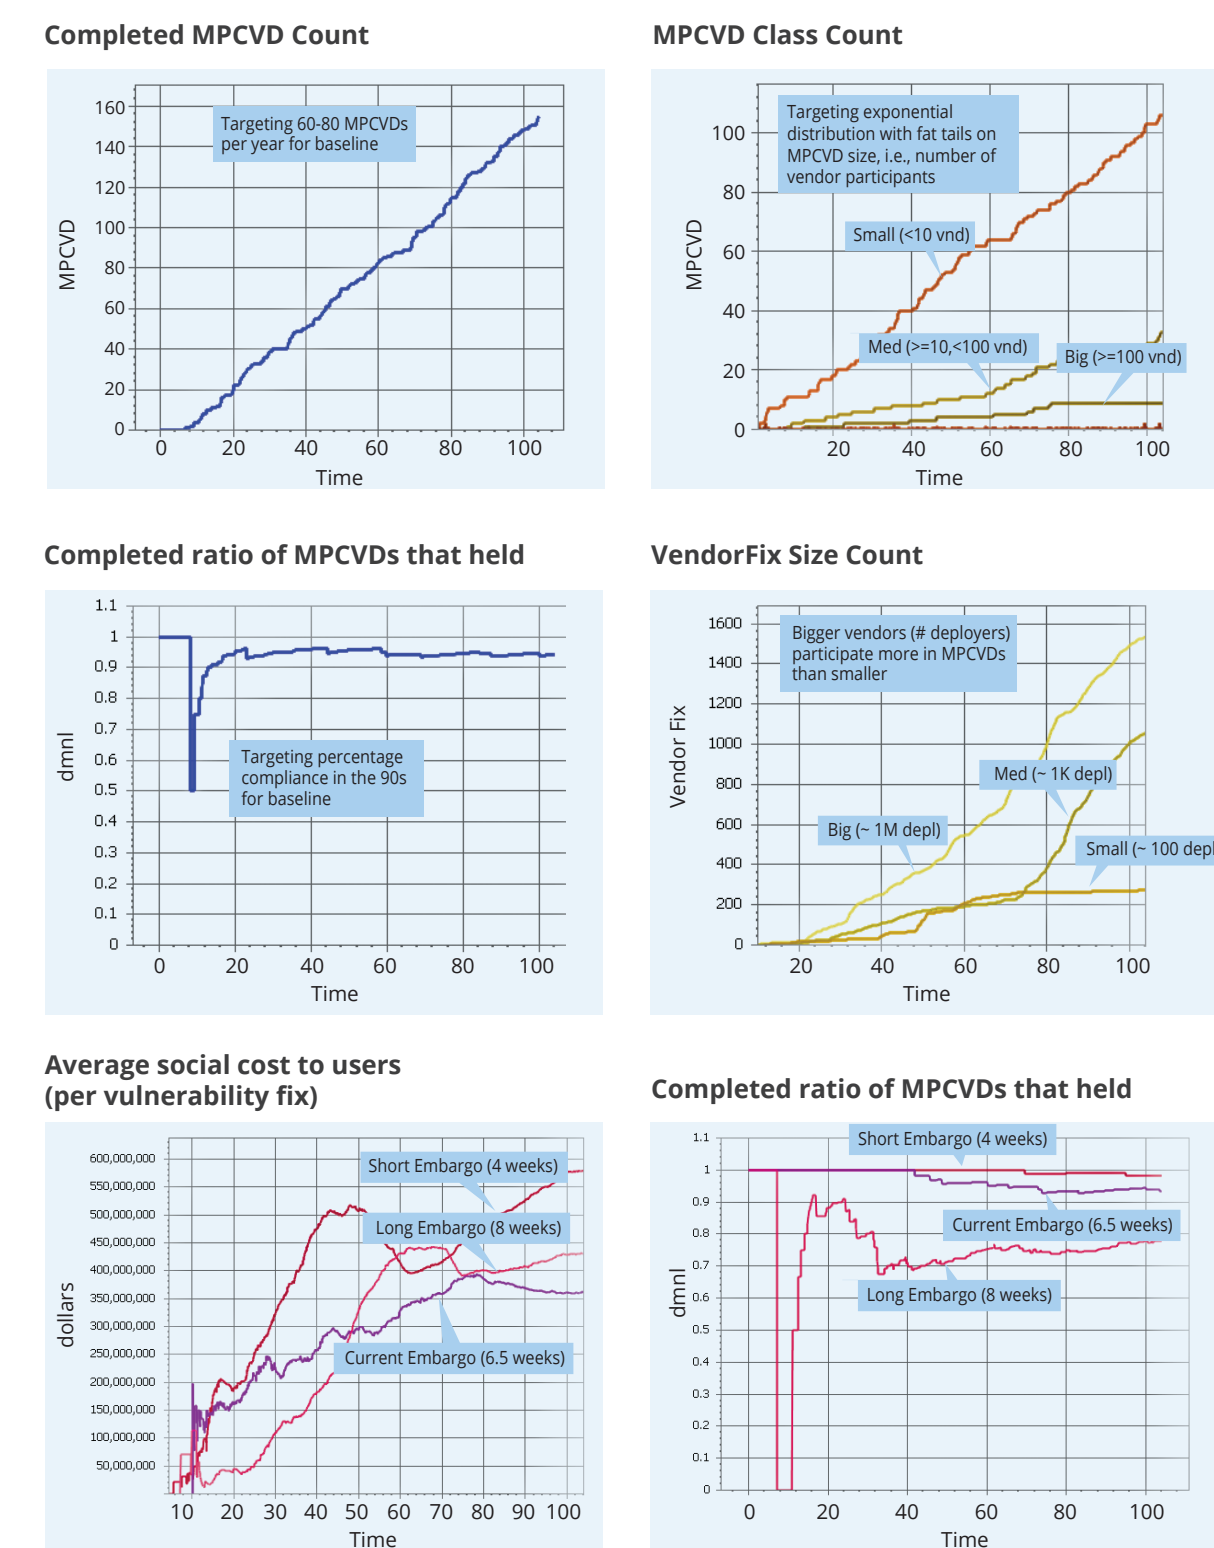 Completed MPCVD Count
160
140
120
100
80
60
40
20
0
MPCVD
Targeting 60-80 MPCVDs
per year for baseline
0 20 40 60 80 100
Time
MPCVD Class Count
100
80
60
40
20
0
MPCVD
Targeting exponential
distribution with fat tails on
MPCVD size, i.e., number of
vendor participants
Small (<10 vnd)
Med (>=10,<100 vnd)
Big (>=100 vnd)
20 40 60 80 100
Time
Completed ratio of MPCVDs that held
1.1
1
0.9
0.8
0.7
0.6
0.5
0.4
0.3
0.2
0.1
0
dmnl
Targeting percentage
compliance in the 90s
for baseline
0 20 40 60 80 100
Time
VendorFix Size Count
1600
1400
1200
1000
800
600
400
200
0
Vendor Fix
Bigger vendors (# deployers)
participate more in MPCVDs
than smaller
Med (~ 1K depl)
Big (~ 1M depl)
Small (~ 100 depl
20 40 60 80 100
Time
Average social cost to users
(per vulnerability fix)
600,000,000
550,000,000
500,000,000
450,000,000
400,000,000
350,000,000
300,000,000
250,000,000
200,000,000
150,000,000
100,000,000
50,000,000
dollars
Short Embargo (4 weeks)
Long Embargo (8 weeks)
Current Embargo (6.5 weeks)
10 20 30 40 50 60 70 80 90 100
Time
Completed ratio of MPCVDs that held
1.1
1
0.9
0.8
0.7
0.6
0.5
0.4
0.3
0.2
0.1
0
dmnl
Short Embargo (4 weeks)
Current Embargo (6.5 weeks)
Long Embargo (8 weeks)
0 20 40 60 80 100
Time